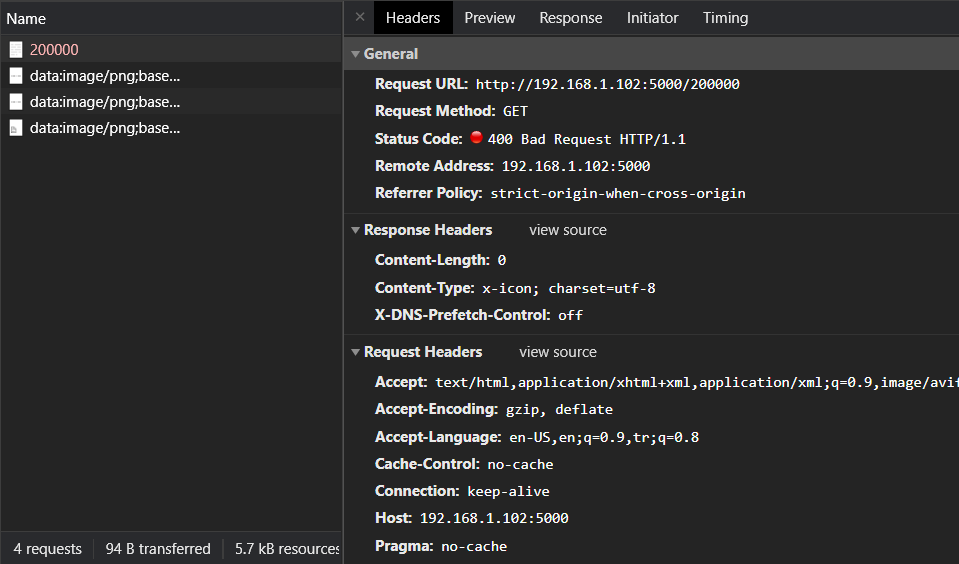 Name
200000
data:image/png;base...
data:image/png;base...
data:image/png;base...
4 requests 94 B transferred 5.7 kB resources
Headers Preview Response Initiator Timing
General
Request URL: http://192.168.1.102:5000/200000
Request Method: GET
Status Code: 400 Bad Request HTTP/1.1
Remote Address: 192.168.1.102:5000
Referrer Policy: strict-origin-when-cross-origin
Response Headers view source
Content-Length: 0
Content-Type: x-icon; charset=utf-8
X-DNS-Prefetch-Control: off
Request Headers view source
Accept: text/html,application/xhtml+xml,application/xml;q=0.9,image/avif
Accept-Encoding: gzip, deflate
Accept-Language: en-US,en;q=0.9,tr;q=0.8
Cache-Control: no-cache
Connection: keep-alive
Host: 192.168.1.102:5000
Pragma: no-cache